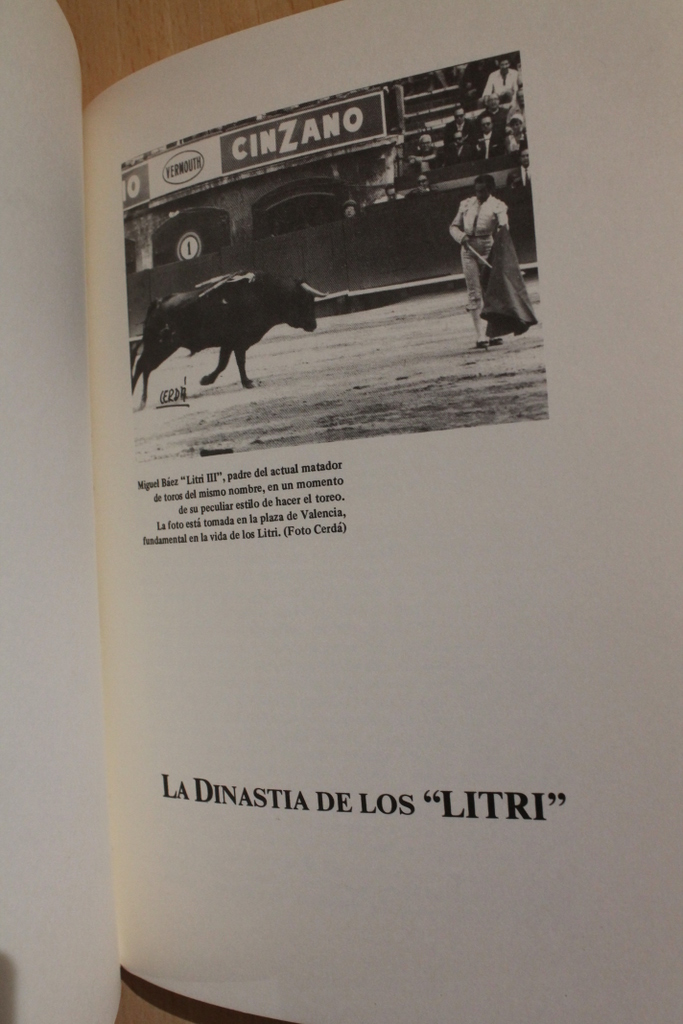 IO
VERMOUTH
CINZANO
1
CERDÁ
Miguel Báez "Litri III", padre del actual matador
de toros del mismo nombre, en un momento
de su peculiar estilo de hacer el toreo.
La foto está tomada en la plaza de Valencia,
fundamental en la vida de los Litri. (Foto Cerdá)
LA DINASTIA DE LOS “LITRI”